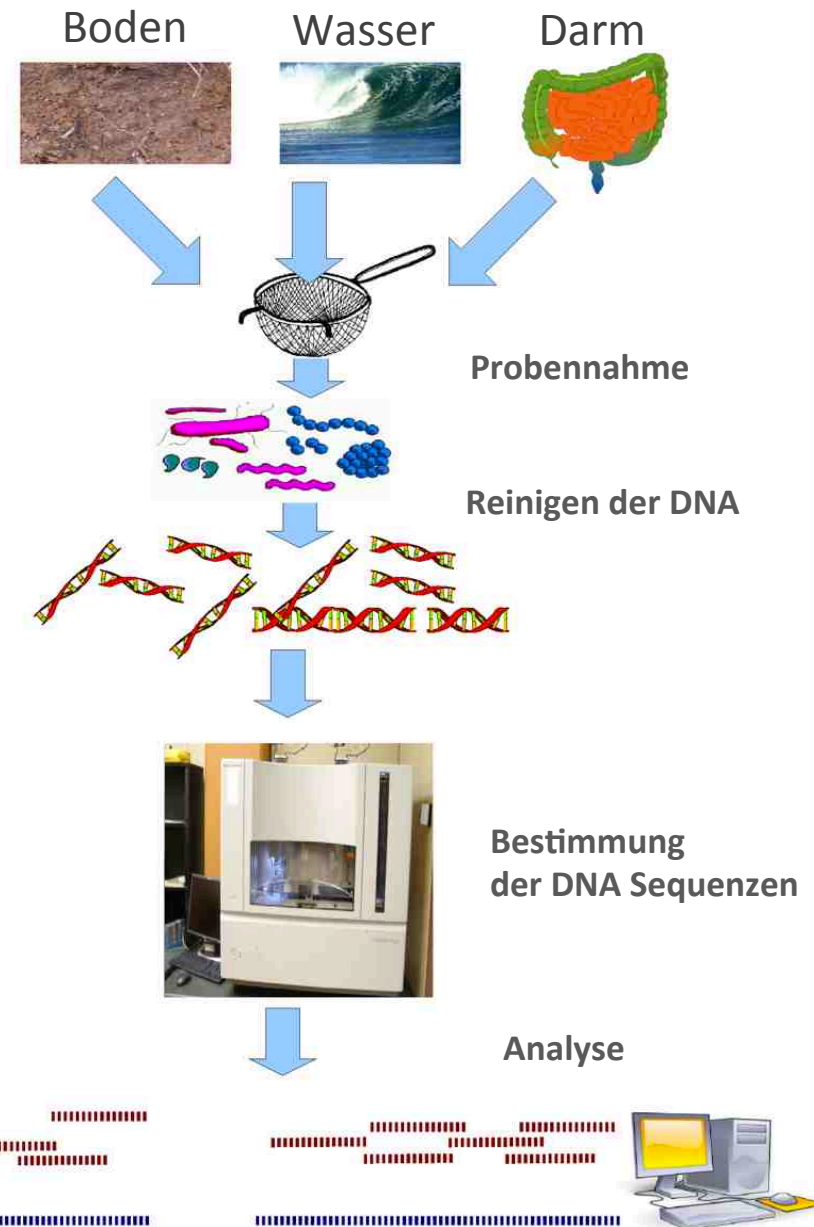 Boden Wasser Darm
Probennahme
Reinigen der DNA
Bestimmung
der DNA Sequenzen
Analyse